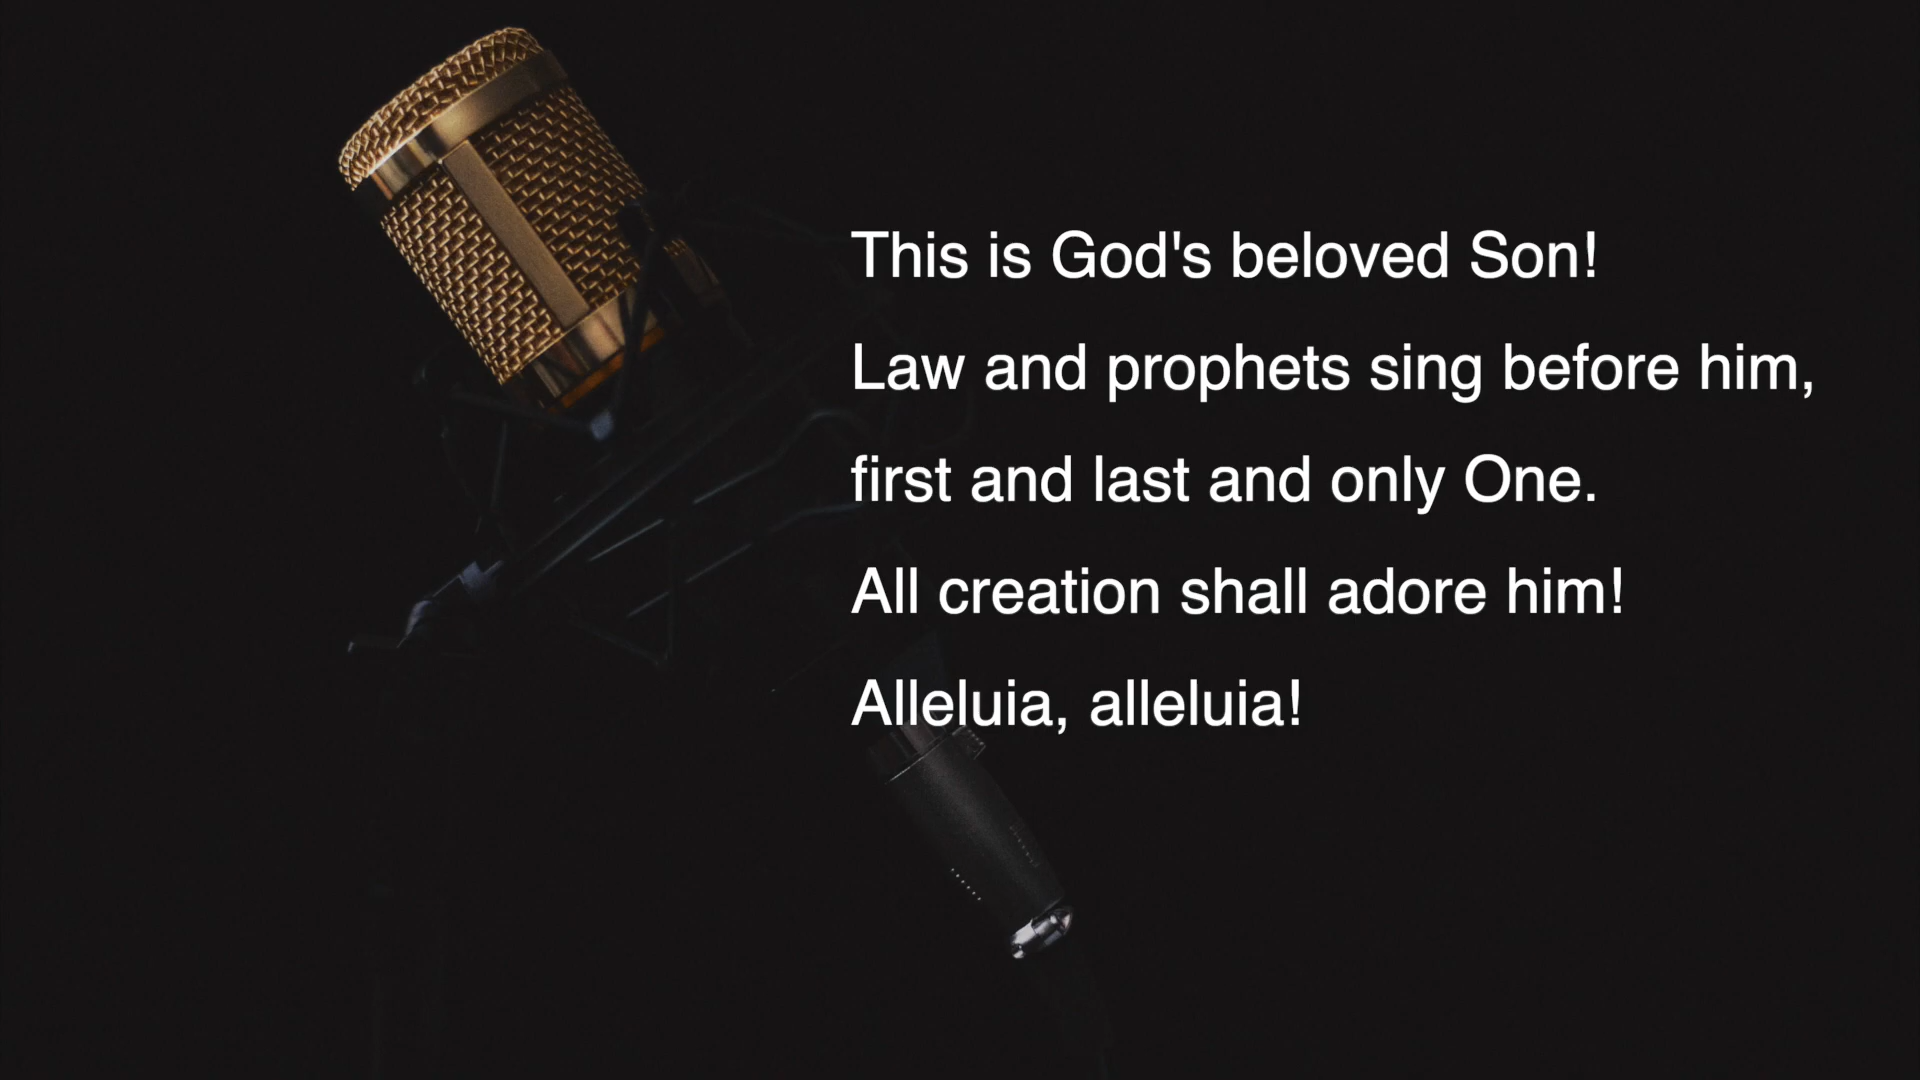 This is God's beloved Son!
Law and prophets sing before him,
first and last and only One.
All creation shall adore him!
Alleluia, alleluia!